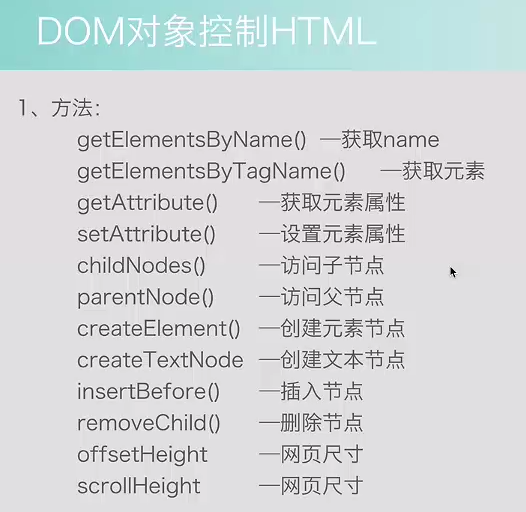 DOM对象控制HTML
1、方法：
getElementsByName() —获取name
getElementsByTagName() —获取元素
getAttribute() —获取元素属性
setAttribute() —设置元素属性
childNodes() —访问子节点
parentNode() —访问父节点
createElement() —创建元素节点
createTextNode —创建文本节点
insertBefore() —插入节点
removeChild() —删除节点
offsetHeight —网页尺寸
scrollHeight —网页尺寸